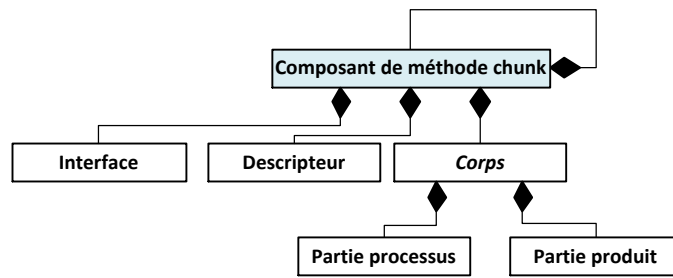 Composant de méthode chunk
Interface
Descripteur
Corps
Partie processus
Partie produit